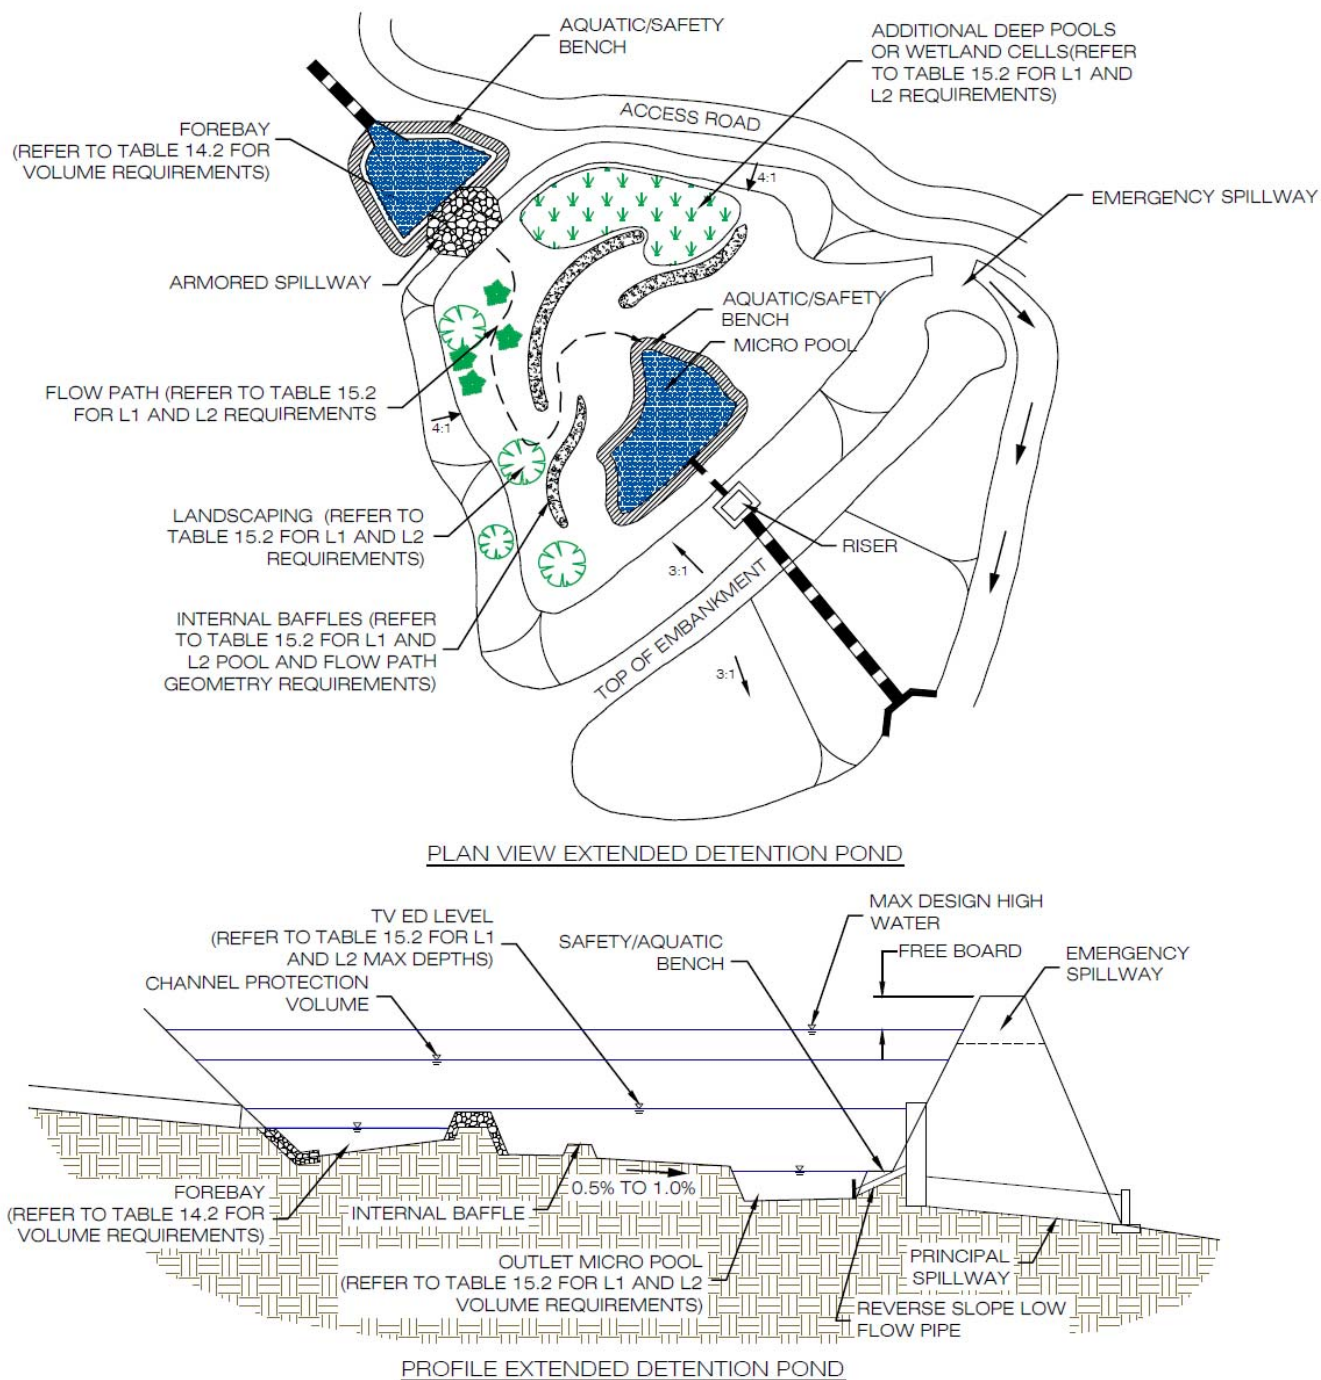 AQUATIC/SAFETY
BENCH
ADDITIONAL DEEP POOLS
OR WETLAND CELLS(REFER
TO TABLE 15.2 FOR L1 AND
L2 REQUIREMENTS)
ACCESS ROAD
FOREBAY
(REFER TO TABLE 14.2 FOR
VOLUME REQUIREMENTS)
4:1
EMERGENCY SPILLWAY
ARMORED SPILLWAY
AQUATIC/SAFETY
BENCH
MICRO POOL
FLOW PATH (REFER TO TABLE 15.2
FOR L1 AND L2 REQUIREMENTS
4:1
LANDSCAPING (REFER TO
TABLE 15.2 FOR L1 AND L2
REQUIREMENTS)
RISER
3:1
TOP OF EMBANKMENT
INTERNAL BAFFLES (REFER
TO TABLE 15.2 FOR L1 AND
L2 POOL AND FLOW PATH
GEOMETRY REQUIREMENTS)
3:1
PLAN VIEW EXTENDED DETENTION POND
TV ED LEVEL
(REFER TO TABLE 15.2 FOR L1
AND L2 MAX DEPTHS)
SAFETY/AQUATIC
BENCH
MAX DESIGN HIGH
WATER
FREE BOARD
EMERGENCY
SPILLWAY
CHANNEL PROTECTION
VOLUME
0.5% TO 1.0%
FOREBAY
(REFER TO TABLE 14.2 FOR
VOLUME REQUIREMENTS)
INTERNAL BAFFLE
OUTLET MICRO POOL
(REFER TO TABLE 15.2 FOR L1 AND L2
VOLUME REQUIREMENTS)
PRINCIPAL
SPILLWAY
REVERSE SLOPE LOW
FLOW PIPE
PROFILE EXTENDED DETENTION POND